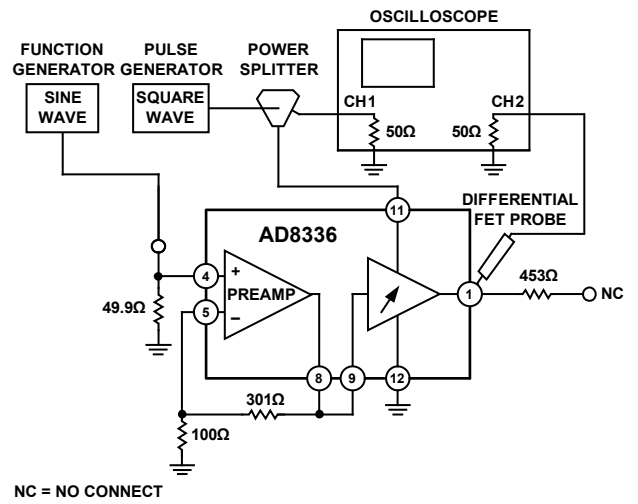 OSCILLOSCOPE
FUNCTION
GENERATOR
PULSE
GENERATOR
POWER
SPLITTER
SINE
WAVE
SQUARE
WAVE
CH1
CH2
50Ω
50Ω
DIFFERENTIAL
FET PROBE
11
AD8336
453Ω
4
+
PREAMP
1
NC
49.9Ω
5
–
8
9
12
301Ω
100Ω
NC = NO CONNECT